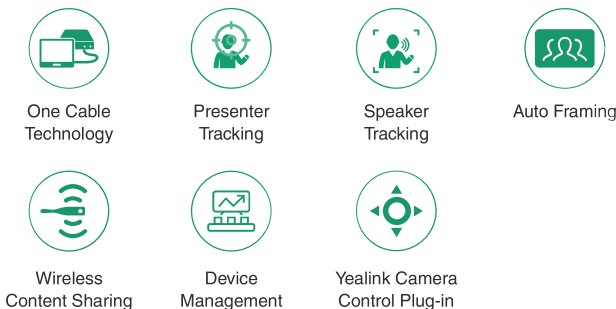 One Cable
Technology
Presenter
Tracking
Speaker
Tracking
Auto Framing
Wireless
Content Sharing
Device
Management
Yealink Camera
Control Plug-in